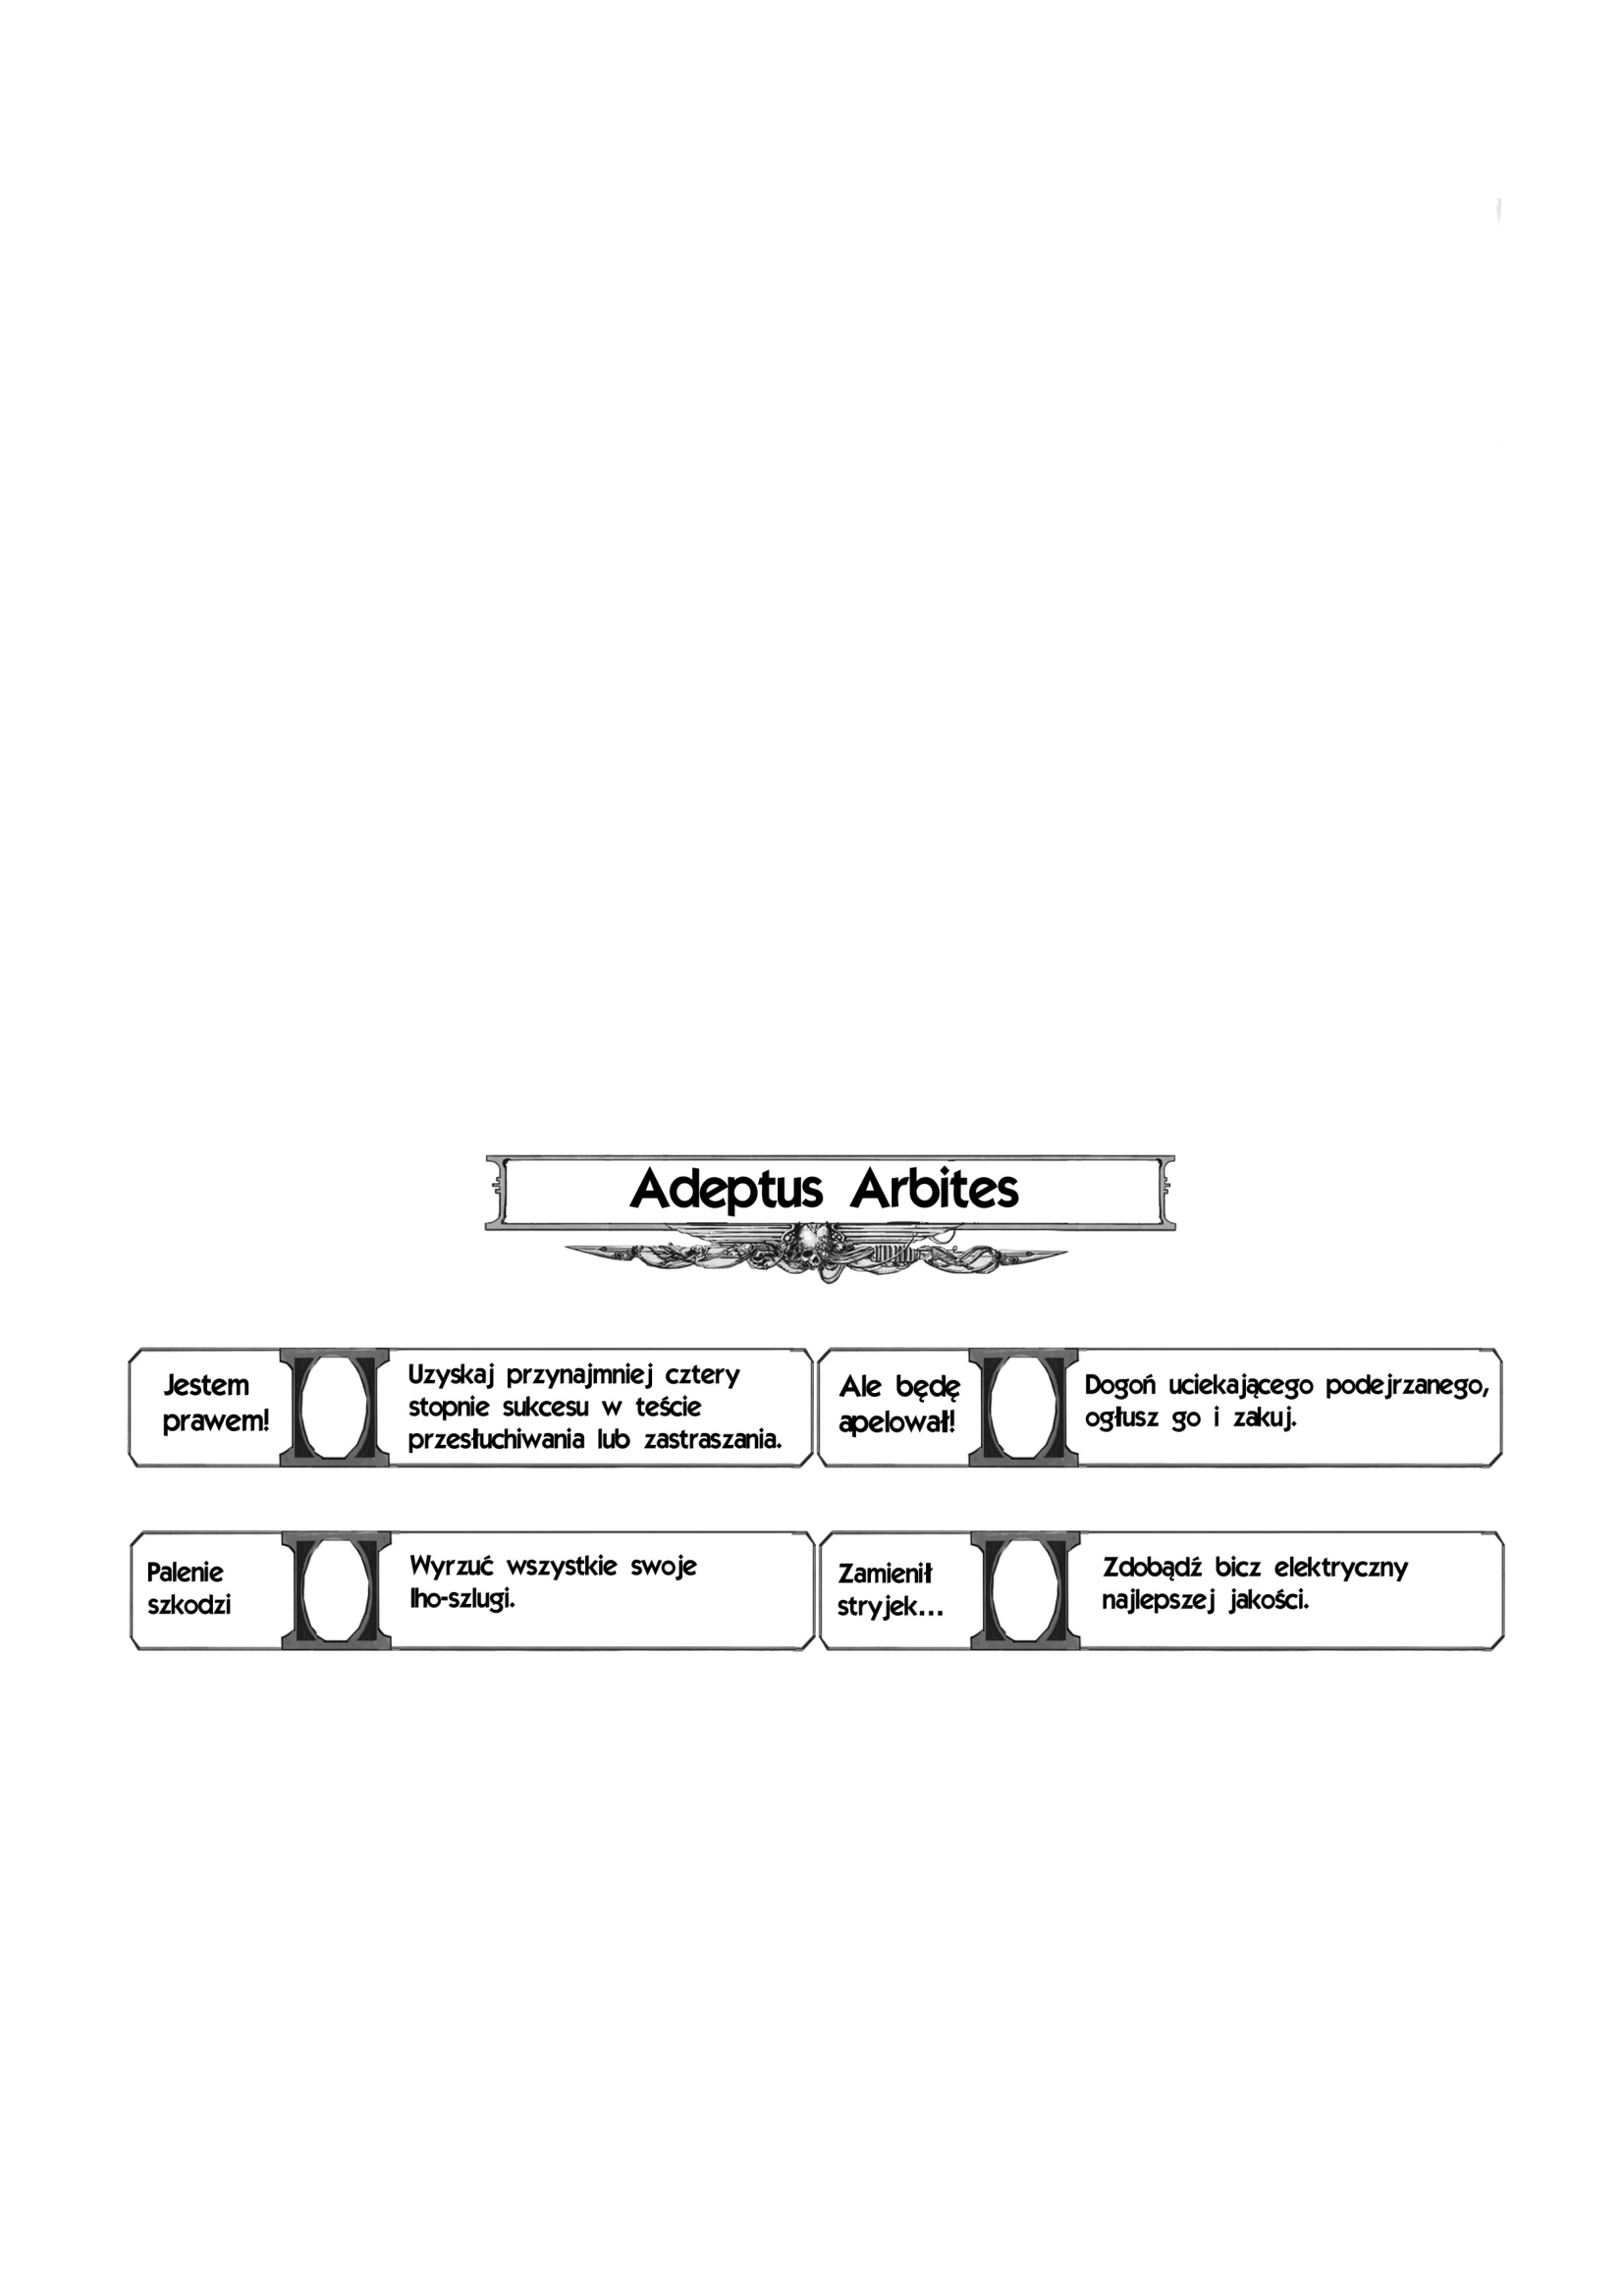 Adeptus Arbites
Jestem
prawem!
Uzyskaj przynajmniej cztery
stopnie sukcesu w teście
przesłuchiwania lub zastraszania.
Ale będę
apelował!
Dogoń uciekającego podejrzanego,
ogłusz go i zakuj.
Palenie
szkodzi
Wyrzuć wszystkie swoje
lho-szlugi.
Zamienił
stryjek...
Zdobądź bicz elektryczny
najlepszej jakości.